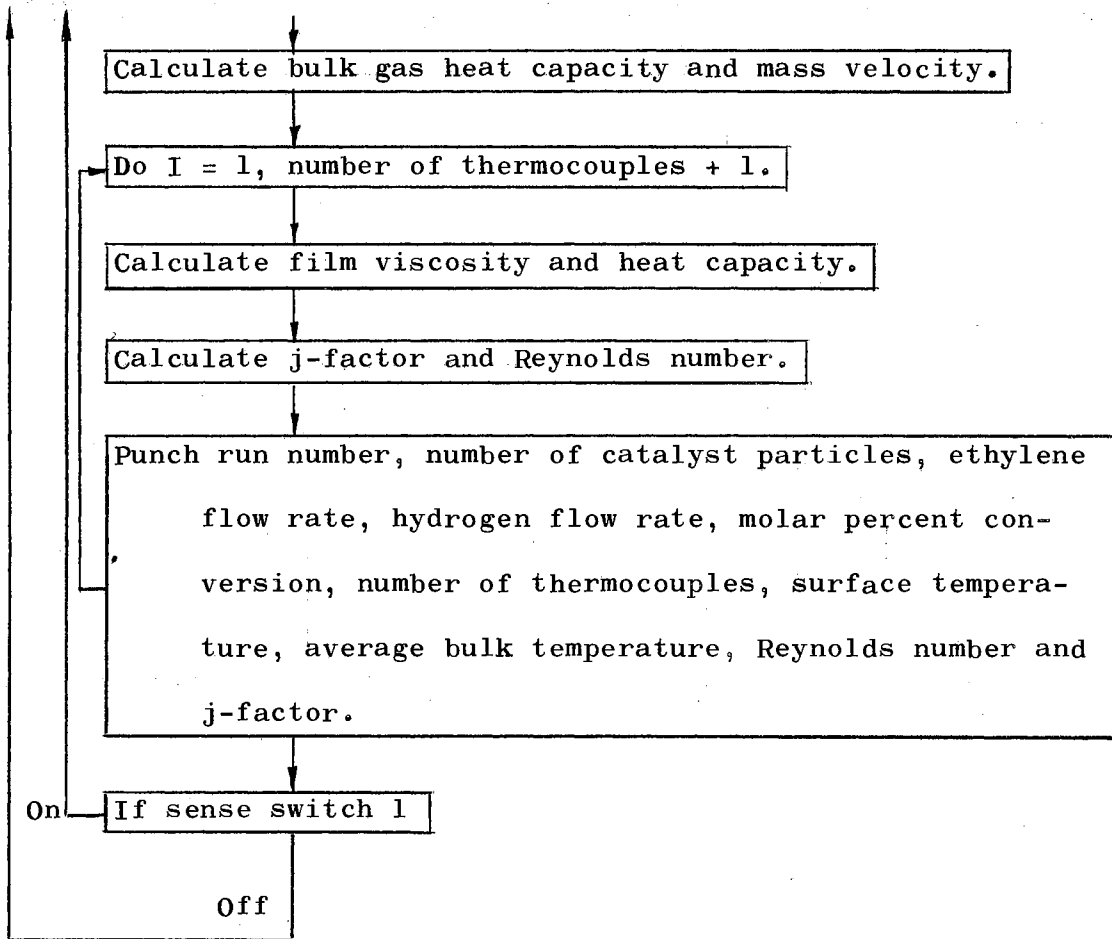 Calculate bulk gas heat capacity and mass velocity.
Do I = 1, number of thermocouples + 1.
Calculate film viscosity and heat capacity.
Calculate j-factor and Reynolds number.
Punch run number, number of catalyst particles, ethylene
flow rate, hydrogen flow rate, molar percent con-
version, number of thermocouples, surface tempera-
ture, average bulk temperature, Reynolds number and
j-factor.
On If sense switch 1
Off